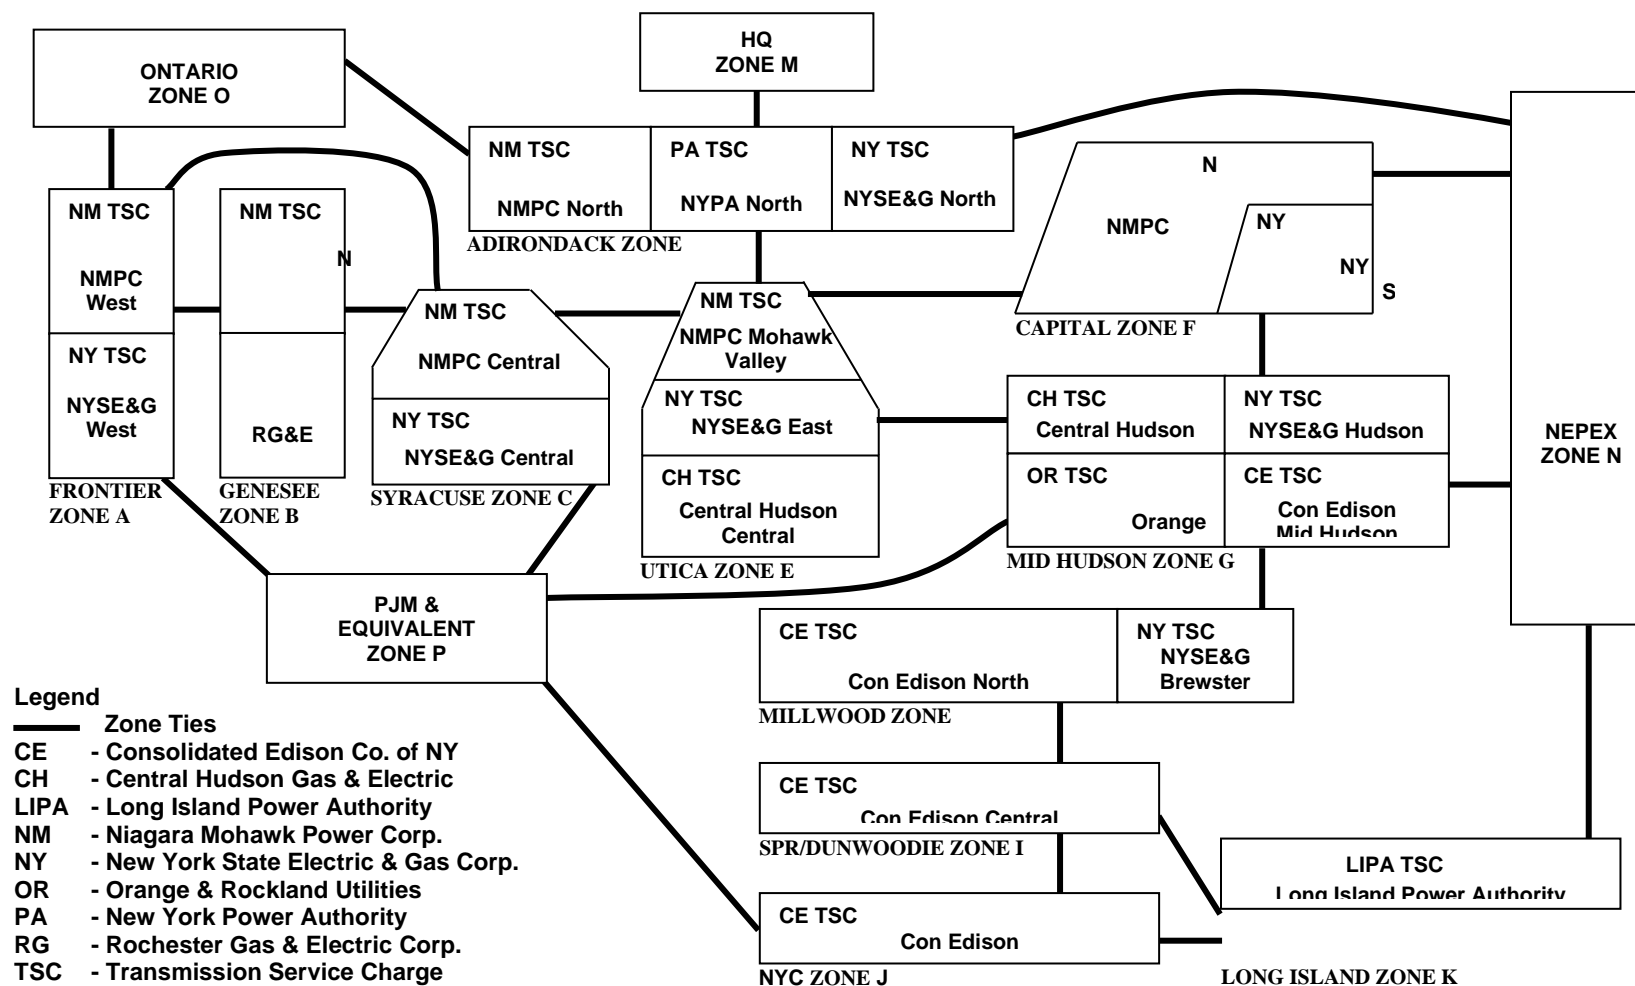 HQ
ZONE M
ONTARIO
ZONE O
NM TSC
NMPC North
PA TSC
NYPA North
NY TSC
NYSE&G North
ADIRONDACK ZONE
N
NMPC
NY
NY
S
CAPITAL ZONE F
NM TSC
NMPC
West
NY TSC
NYSE&G
West
FRONTIER
ZONE A
NM TSC
N
RG&E
GENESEE
ZONE B
NM TSC
NMPC Central
NY TSC
NYSE&G Central
SYRACUSE ZONE C
NM TSC
NMPC Mohawk
Valley
NY TSC
NYSE&G East
CH TSC
Central Hudson
Central
UTICA ZONE E
CH TSC
Central Hudson
NY TSC
NYSE&G Hudson
OR TSC
Orange
CE TSC
Con Edison
Mid Hudson
MID HUDSON ZONE G
NEPEX
ZONE N
PJM &
EQUIVALENT
ZONE P
CE TSC
Con Edison North
NY TSC
NYSE&G
Brewster
MILLWOOD ZONE
CE TSC
Con Edison Central
SPR/DUNWOODIE ZONE I
LIPA TSC
Long Island Power Authority
LONG ISLAND ZONE K
CE TSC
Con Edison
NYC ZONE J
Legend
Zone Ties
CE - Consolidated Edison Co. of NY
CH - Central Hudson Gas & Electric
LIPA - Long Island Power Authority
NM - Niagara Mohawk Power Corp.
NY - New York State Electric & Gas Corp.
OR - Orange & Rockland Utilities
PA - New York Power Authority
RG - Rochester Gas & Electric Corp.
TSC - Transmission Service Charge